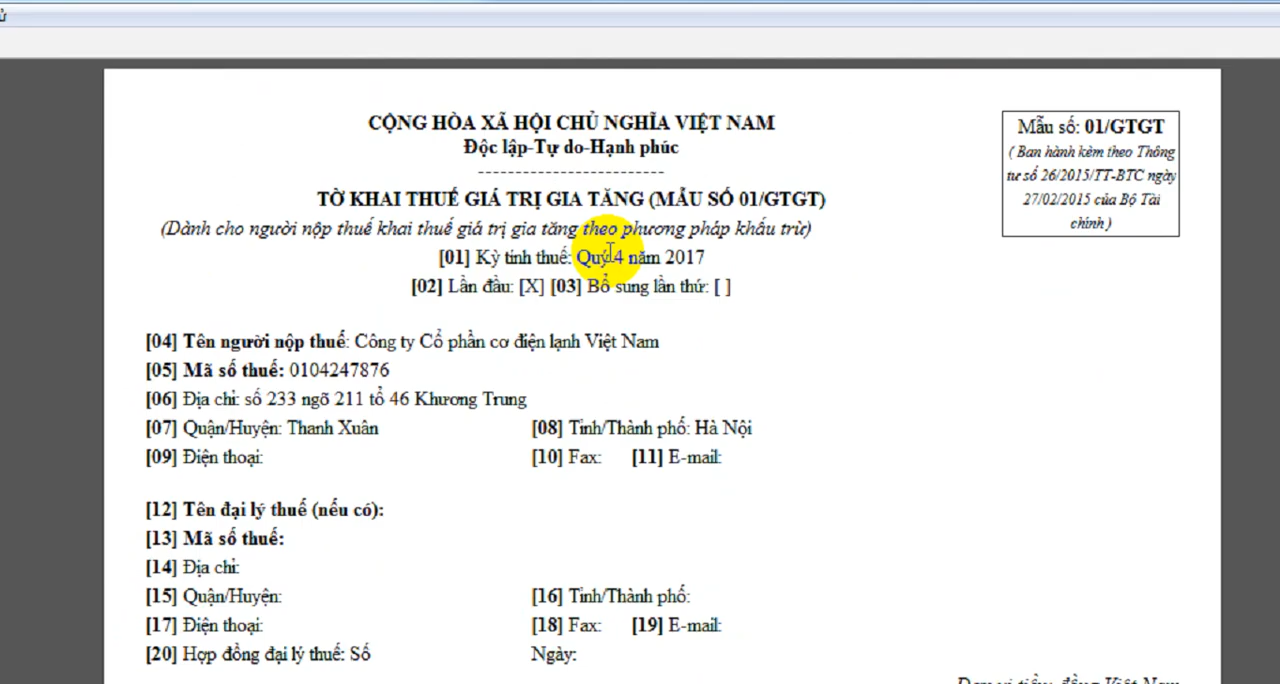 CỘNG HÒA XÃ HỘI CHỦ NGHĨA VIỆT NAM
Độc lập-Tự do-Hạnh phúc
------------------------
Mẫu số: 01/GTGT
( Ban hành kèm theo Thông
tư số 26/2015/TT-BTC ngày
27/02/2015 của Bộ Tài
chính )
TỜ KHAI THUẾ GIÁ TRỊ GIA TĂNG (MẪU SỐ 01/GTGT)
(Dành cho người nộp thuế khai thuế giá trị gia tăng theo phương pháp khấu trừ)
[01] Kỳ tính thuế: Quý 4 năm 2017
[02] Lần đầu: [X] [03] Bổ sung lần thứ: [ ]
[04] Tên người nộp thuế: Công ty Cổ phần cơ điện lạnh Việt Nam
[05] Mã số thuế: 0104247876
[06] Địa chỉ: số 233 ngõ 211 tổ 46 Khương Trung
[07] Quận/Huyện: Thanh Xuân [08] Tỉnh/Thành phố: Hà Nội
[09] Điện thoại: [10] Fax: [11] E-mail:
[12] Tên đại lý thuế (nếu có):
[13] Mã số thuế:
[14] Địa chỉ:
[15] Quận/Huyện: [16] Tỉnh/Thành phố:
[17] Điện thoại: [18] Fax: [19] E-mail:
[20] Hợp đồng đại lý thuế: Số Ngày: